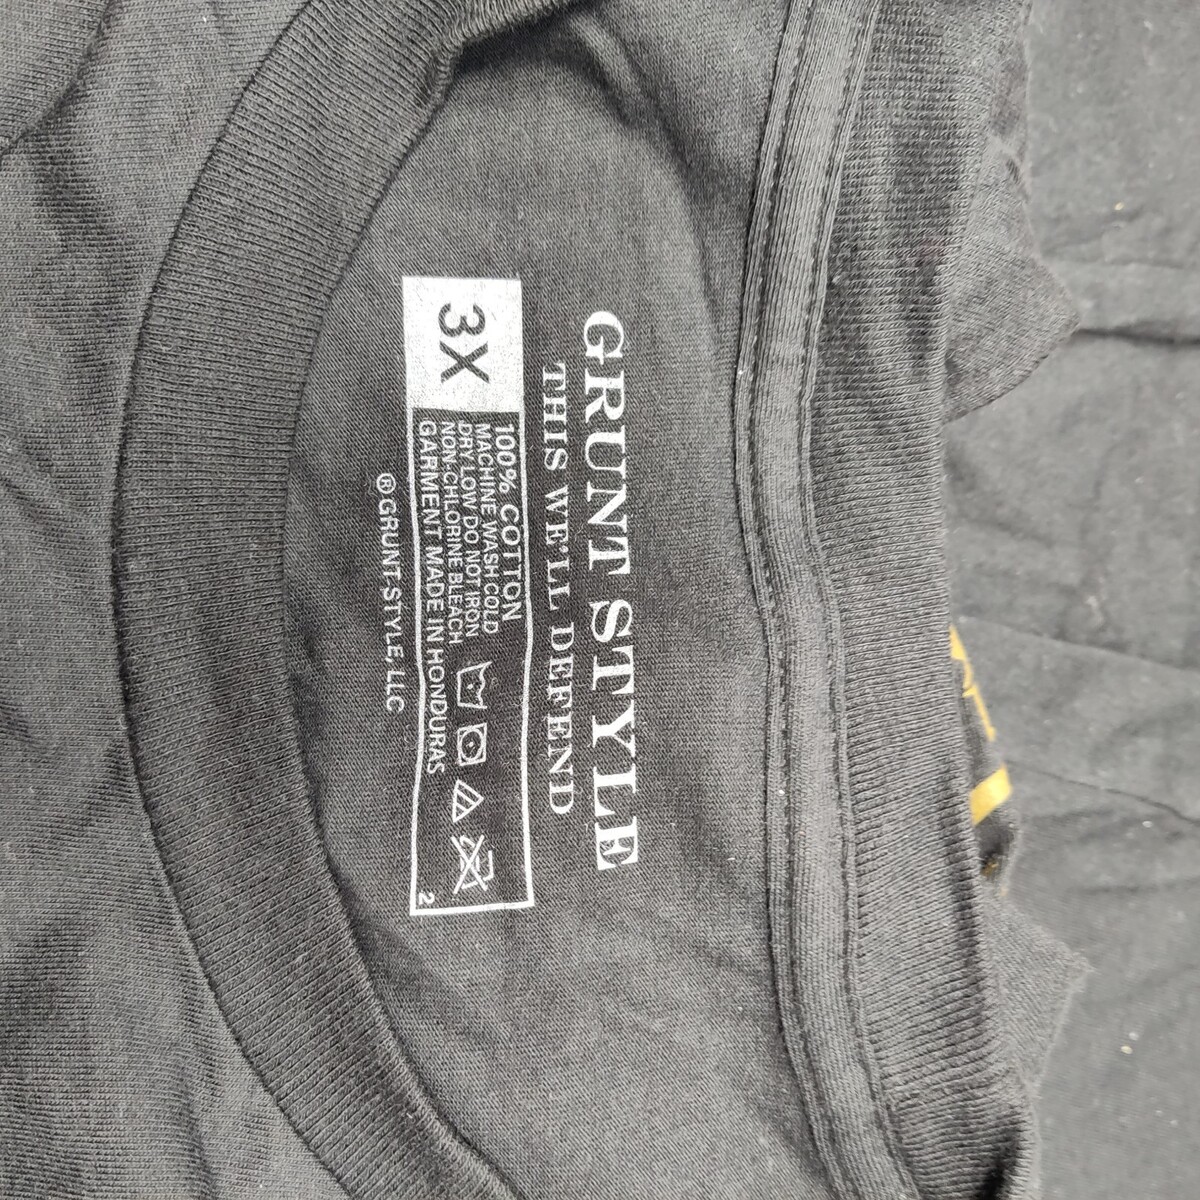 GRUNT STYLE
THIS WE'LL DEFEND
3X
100% COTTON
MACHINE WASH COLD
DRY LOW DO NOT IRON
NON-CHLORINE BLEACH
GARMENT MADE IN HONDURAS
2
® GRUNT STYLE, LLC